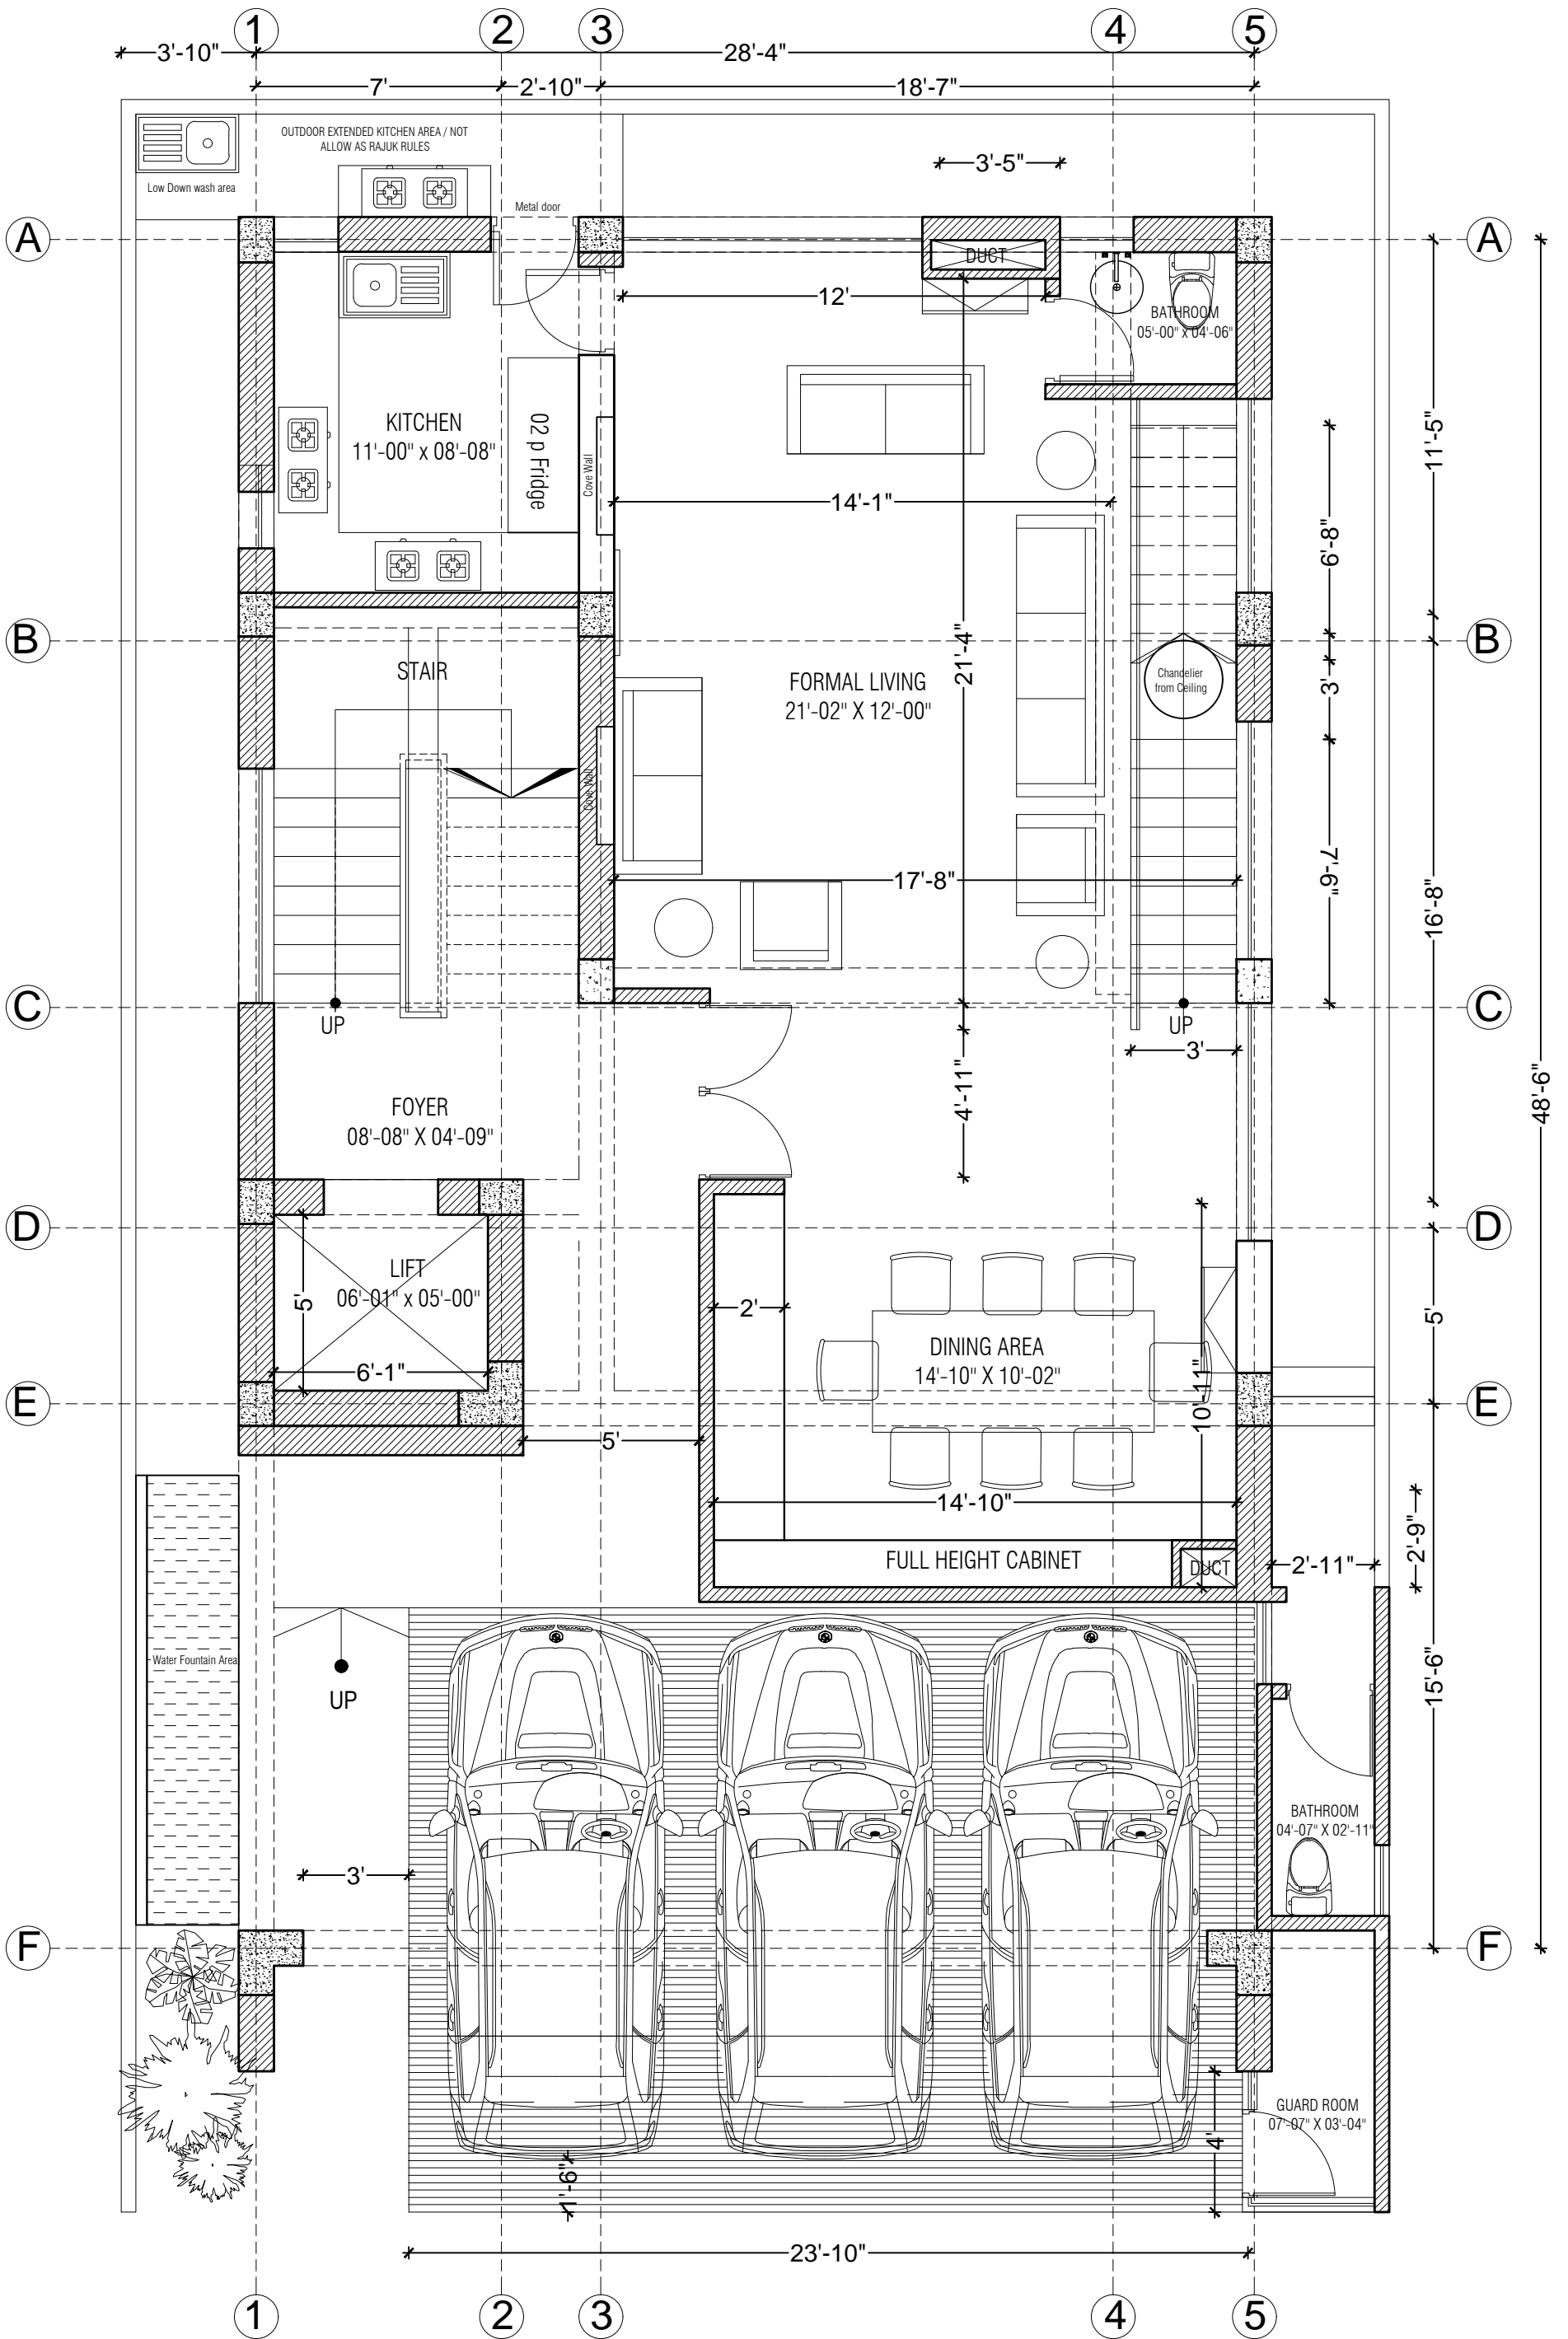 1
2
3
4
5
3'-10"
28'-4"
7'
2'-10"
18'-7"
OUTDOOR EXTENDED KITCHEN AREA / NOT
ALLOW AS RAJUK RULES
3'-5"
Low Down wash area
Metal door
A
A
DUCT
12'
BATHROOM
05'-00" x 04'-06"
KITCHEN
11'-00" x 08'-08"
02 p Fridge
Cove Wall
11'-5"
14'-1"
6'-8"
B
B
STAIR
FORMAL LIVING
21'-02" X 12'-00"
21'-4"
Chandelier
from Ceiling
3'
Cove Wall
17'-8"
7'-6"
16'-8"
C
C
UP
UP
3'
4'-11"
48'-6"
FOYER
08'-08" X 04'-09"
D
D
LIFT
06'-01" x 05'-00"
5'
2'
5'
DINING AREA
14'-10" X 10'-02"
6'-1"
10'-11"
E
E
5'
14'-10"
2'-9"
FULL HEIGHT CABINET
DUCT
2'-11"
Water Fountain Area
UP
15'-6"
BATHROOM
04'-07" X 02'-11"
3'
F
F
GUARD ROOM
07'-07" X 03'-04"
4'
1'-6"
23'-10"
1
2
3
4
5